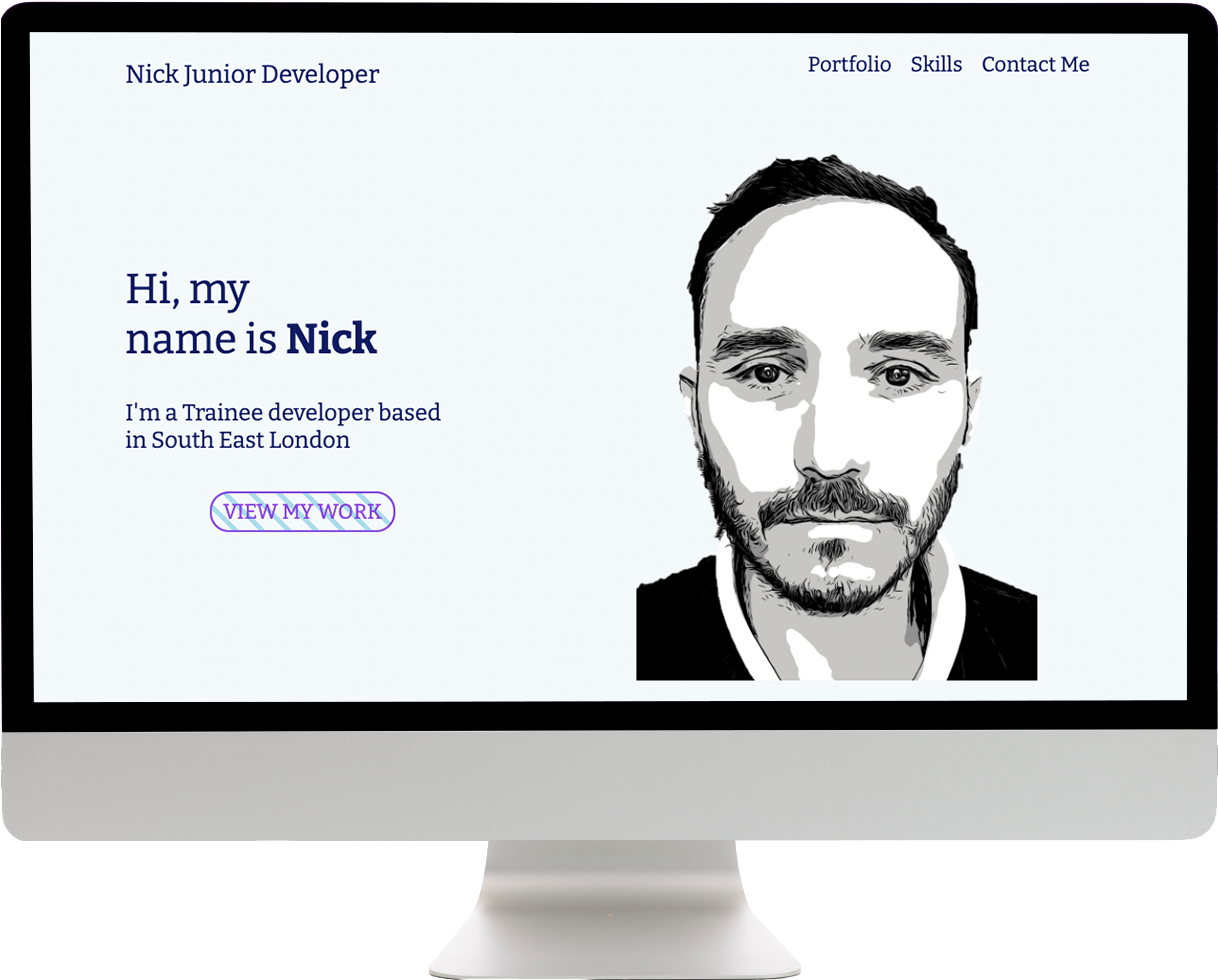 Nick Junior Developer
Portfolio Skills Contact Me
Hi, my
name is Nick
I'm a Trainee developer based
in South East London
VIEW MY WORK